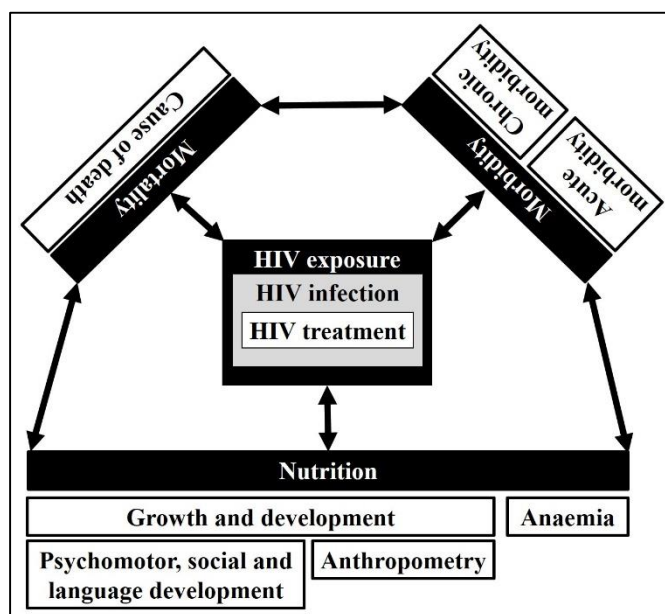 Cause of death
Mortality
Chronic
morbidity
Acute
morbidity
Morbidity
HIV exposure
HIV infection
HIV treatment
Nutrition
Growth and development
Anaemia
Psychomotor, social and
language development
Anthropometry